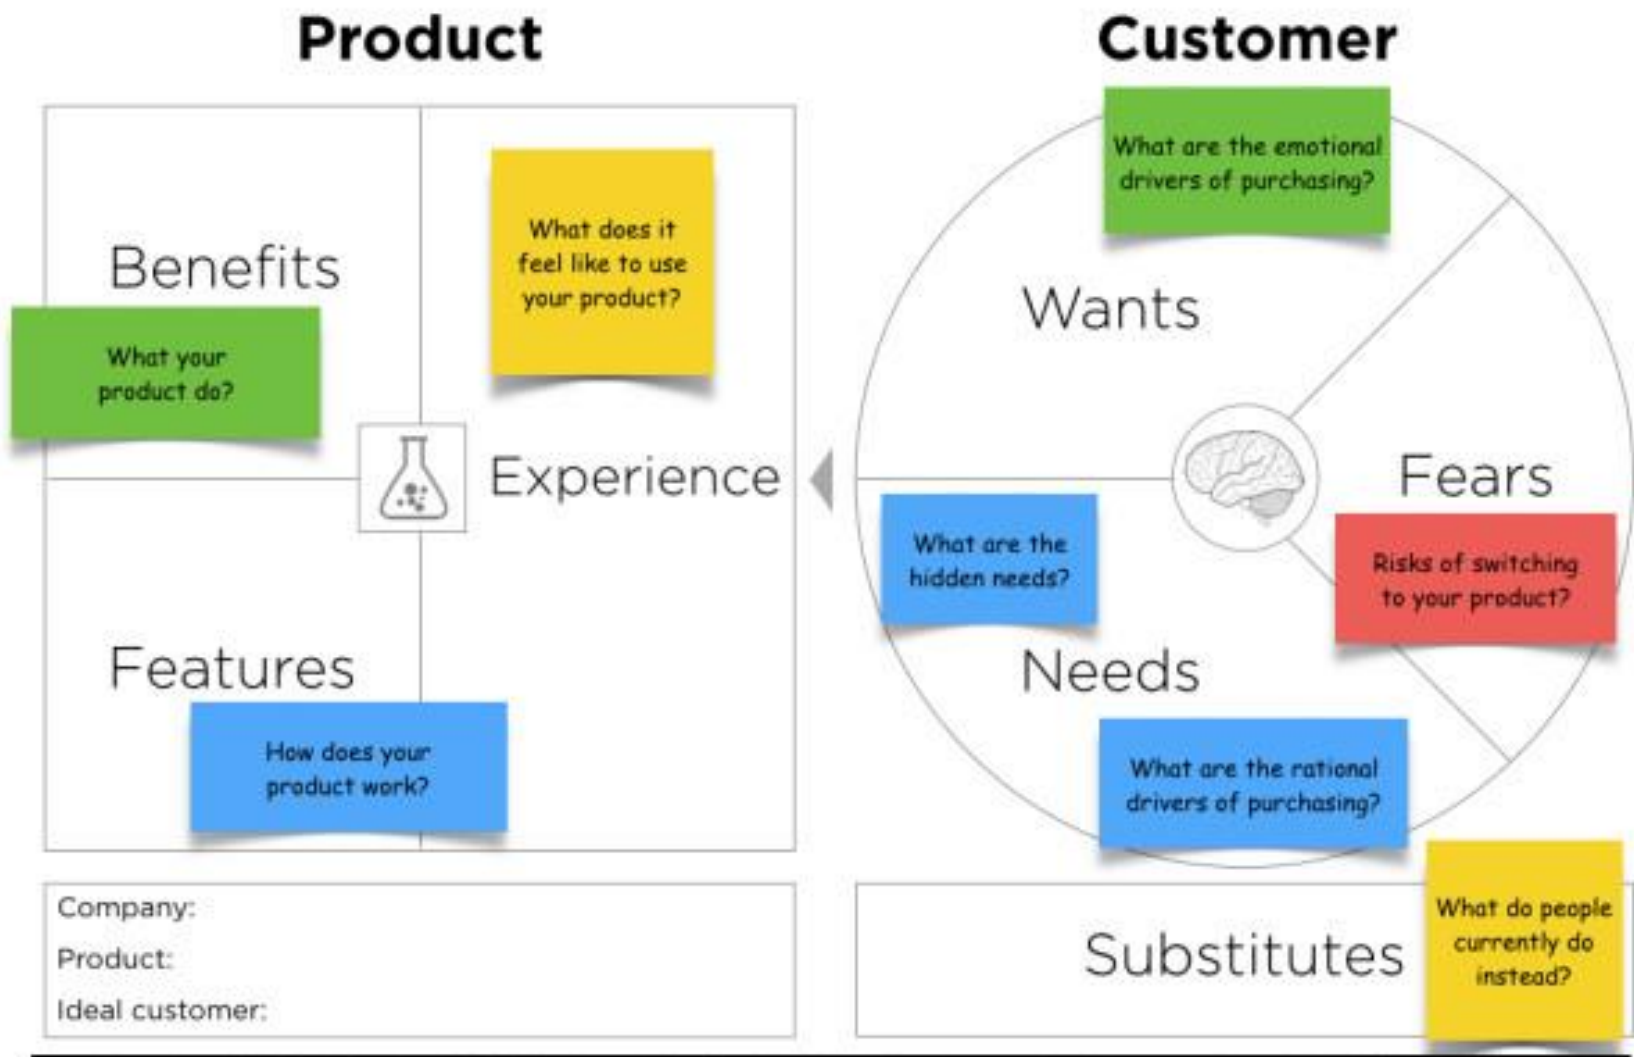 Product
Benefits
What your
product do?
What does it
feel like to use
your product?
Experience
Features
How does your
product work?
Company:
Product:
Ideal customer:
Customer
What are the emotional
drivers of purchasing?
Wants
Fears
Risks of switching
to your product?
What are the
hidden needs?
Needs
What are the rational
drivers of purchasing?
Substitutes
What do people
currently do
instead?